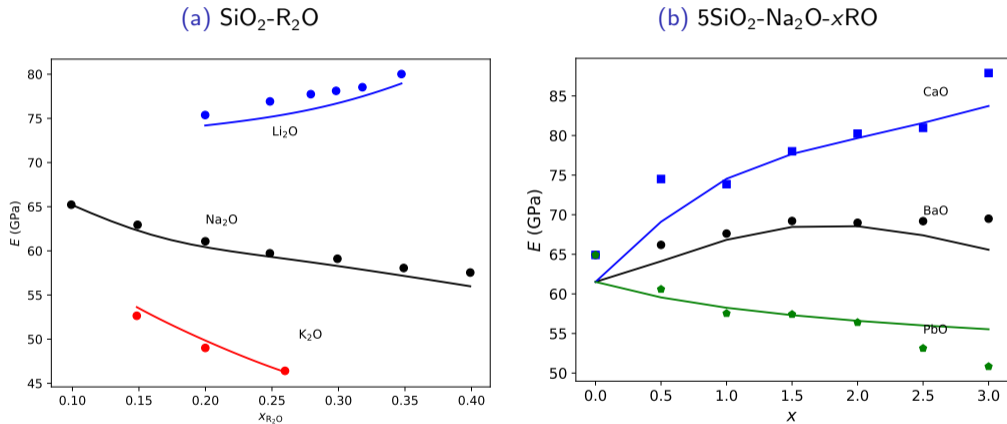 (a) SiO₂-R₂O
80
75
70
65
60
55
50
45
E (GPa)
Li₂O
Na₂O
K₂O
0.10 0.15 0.20 0.25 0.30 0.35 0.40
x_R₂O
(b) 5SiO₂-Na₂O-xRO
85
80
75
70
65
60
55
50
E (GPa)
CaO
BaO
PbO
0.0 0.5 1.0 1.5 2.0 2.5 3.0
x